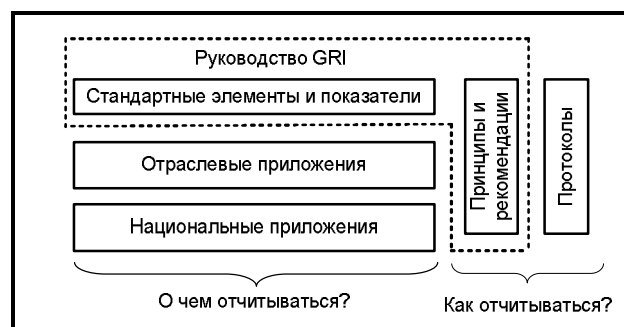 Руководство GRI
Стандартные элементы и показатели
Отраслевые приложения
Национальные приложения
Принципы и
рекомендации
Протоколы
О чем отчитываться?
Как отчитываться?